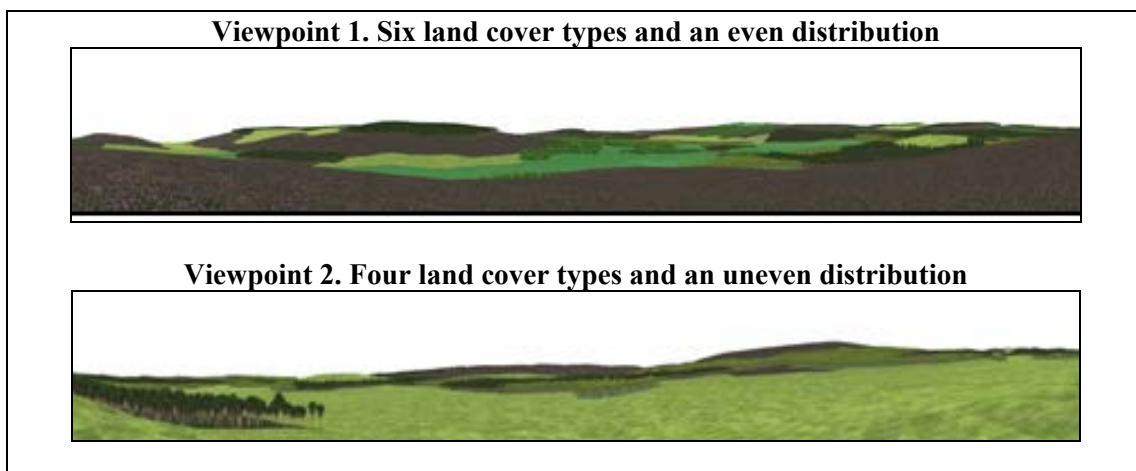 Viewpoint 1. Six land cover types and an even distribution
Viewpoint 2. Four land cover types and an uneven distribution